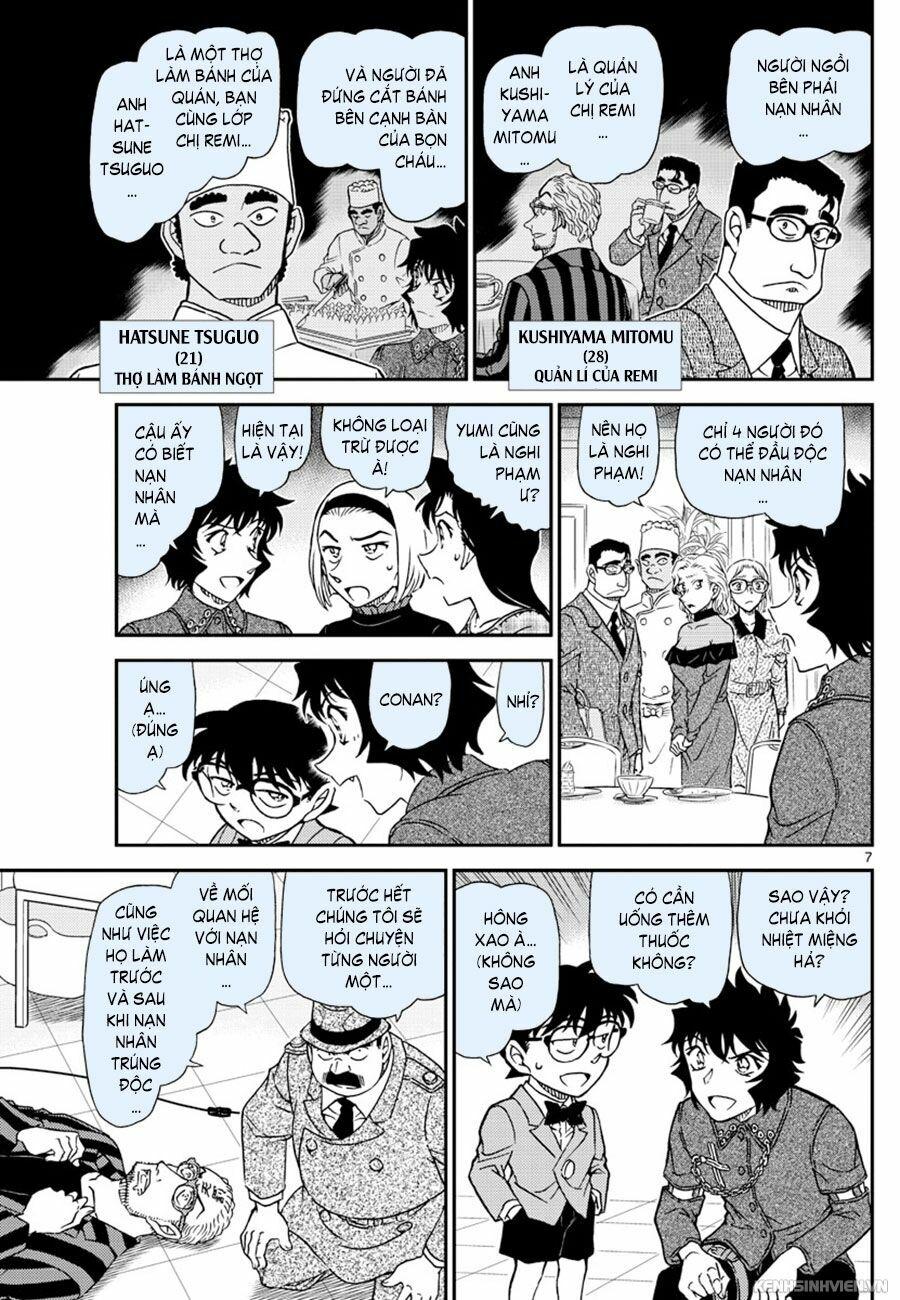 NGƯỜI NGỒI
BÊN PHẢI
NẠN NHÂN
...
LÀ QUẢN
LÝ CỦA
CHỊ REMI
...
ANH
KUSHI-
YAMA
MITOMU
...
KUSHIYAMA MITOMU
(28)
QUẢN LÍ CỦA REMI
VÀ NGƯỜI ĐÃ
ĐỨNG CẮT BÁNH
BÊN CẠNH BÀN
CỦA BỌN
CHÁU...
LÀ MỘT THỢ
LÀM BÁNH CỦA
QUÁN, BẠN
CÙNG LỚP
CHỊ REMI...
ANH
HAT-
SUNE
TSUGUO
...
HATSUNE TSUGUO
(21)
THỢ LÀM BÁNH NGỌT
CHỈ 4 NGƯỜI ĐÓ
CÓ THỂ ĐẦU ĐỘC
NẠN NHÂN
...
NÊN HỌ
LÀ NGHI
PHẠM!
YUMI CŨNG
LÀ NGHI
PHẠM
Ư?
KHÔNG LOẠI
TRỪ ĐƯỢC
À!
HIỆN TẠI
LÀ VẬY!
CẬU ẤY
CÓ BIẾT
NẠN
NHÂN
MÀ
...
NHỈ?
CONAN?
ỨNG
Ạ...
(ĐÚNG
Ạ)
7
SAO VẬY?
CHƯA KHỎI
NHIỆT MIỆNG
HẢ?
CÓ CẦN
UỐNG THÊM
THUỐC
KHÔNG?
HÔNG
XAO À...
(KHÔNG
SAO
MÀ)
TRƯỚC HẾT
CHÚNG TÔI SẼ
HỎI CHUYỆN
TỪNG NGƯỜI
MỘT...
VỀ MỐI
QUAN HỆ
VỚI NẠN
NHÂN
...
CŨNG
NHƯ VIỆC
HỌ LÀM
TRƯỚC
VÀ SAU
KHI NẠN
NHÂN
TRÚNG
ĐỘC
...
KENHSINHVIEN.VN